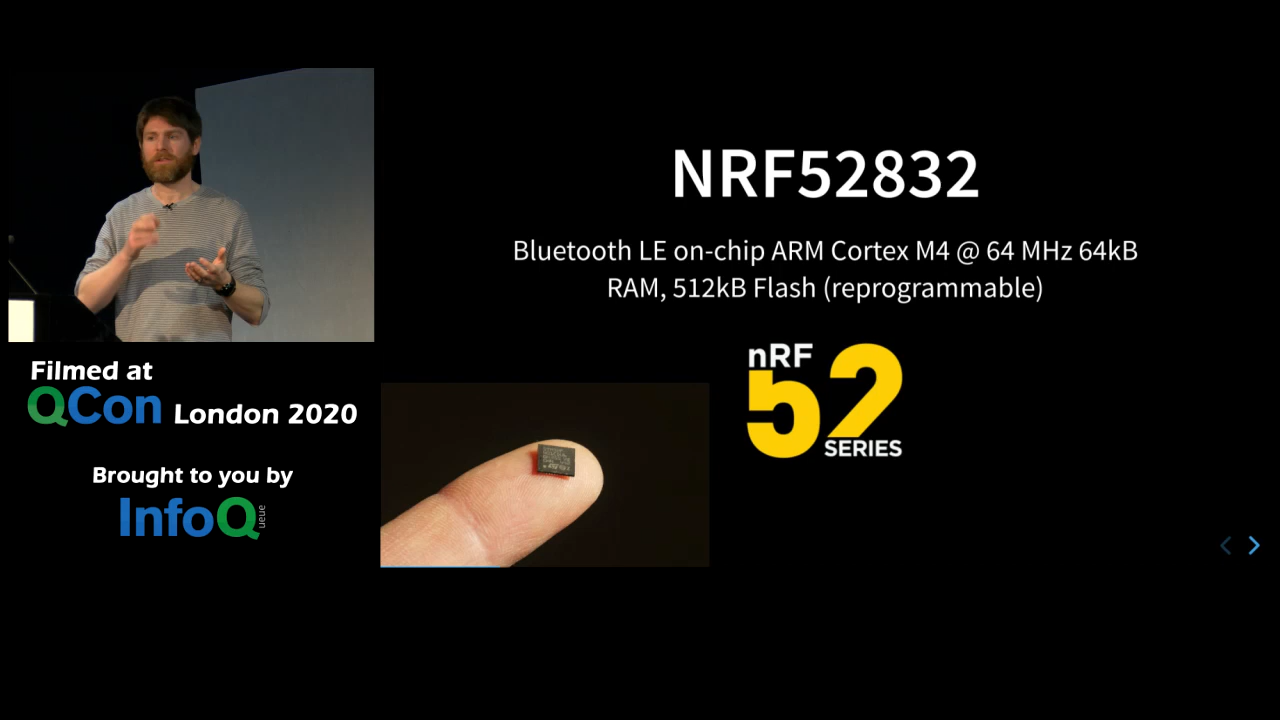 NRF52832
Bluetooth LE on-chip ARM Cortex M4 @ 64 MHz 64kB
RAM, 512kB Flash (reprogrammable)
nRF
52
SERIES
Filmed at
QCon London 2020
Brought to you by
InfoQ
ueue